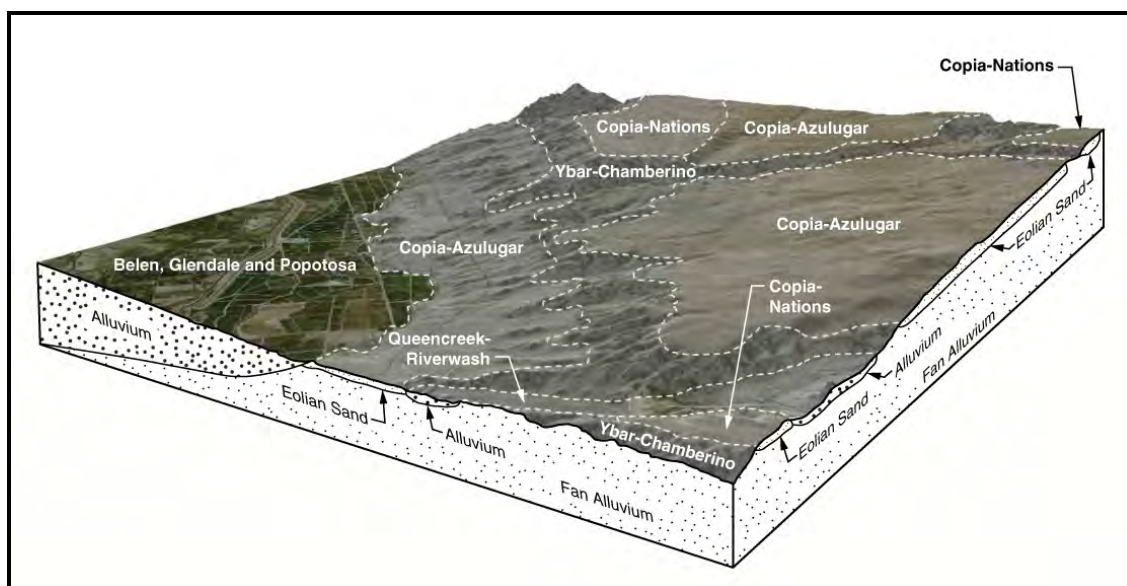 Copia-Nations
Copia-Nations
Copia-Azulugar
Ybar-Chamberino
Copia-Azulugar
Copia-Azulugar
Belen, Glendale and Popotosa
Copia-
Nations
Alluvium
Queencreek-
Riverwash
Eolian Sand
Alluvium
Ybar-Chamberino
Fan Alluvium
Eolian Sand
Alluvium
Fan Alluvium
Eolian Sand